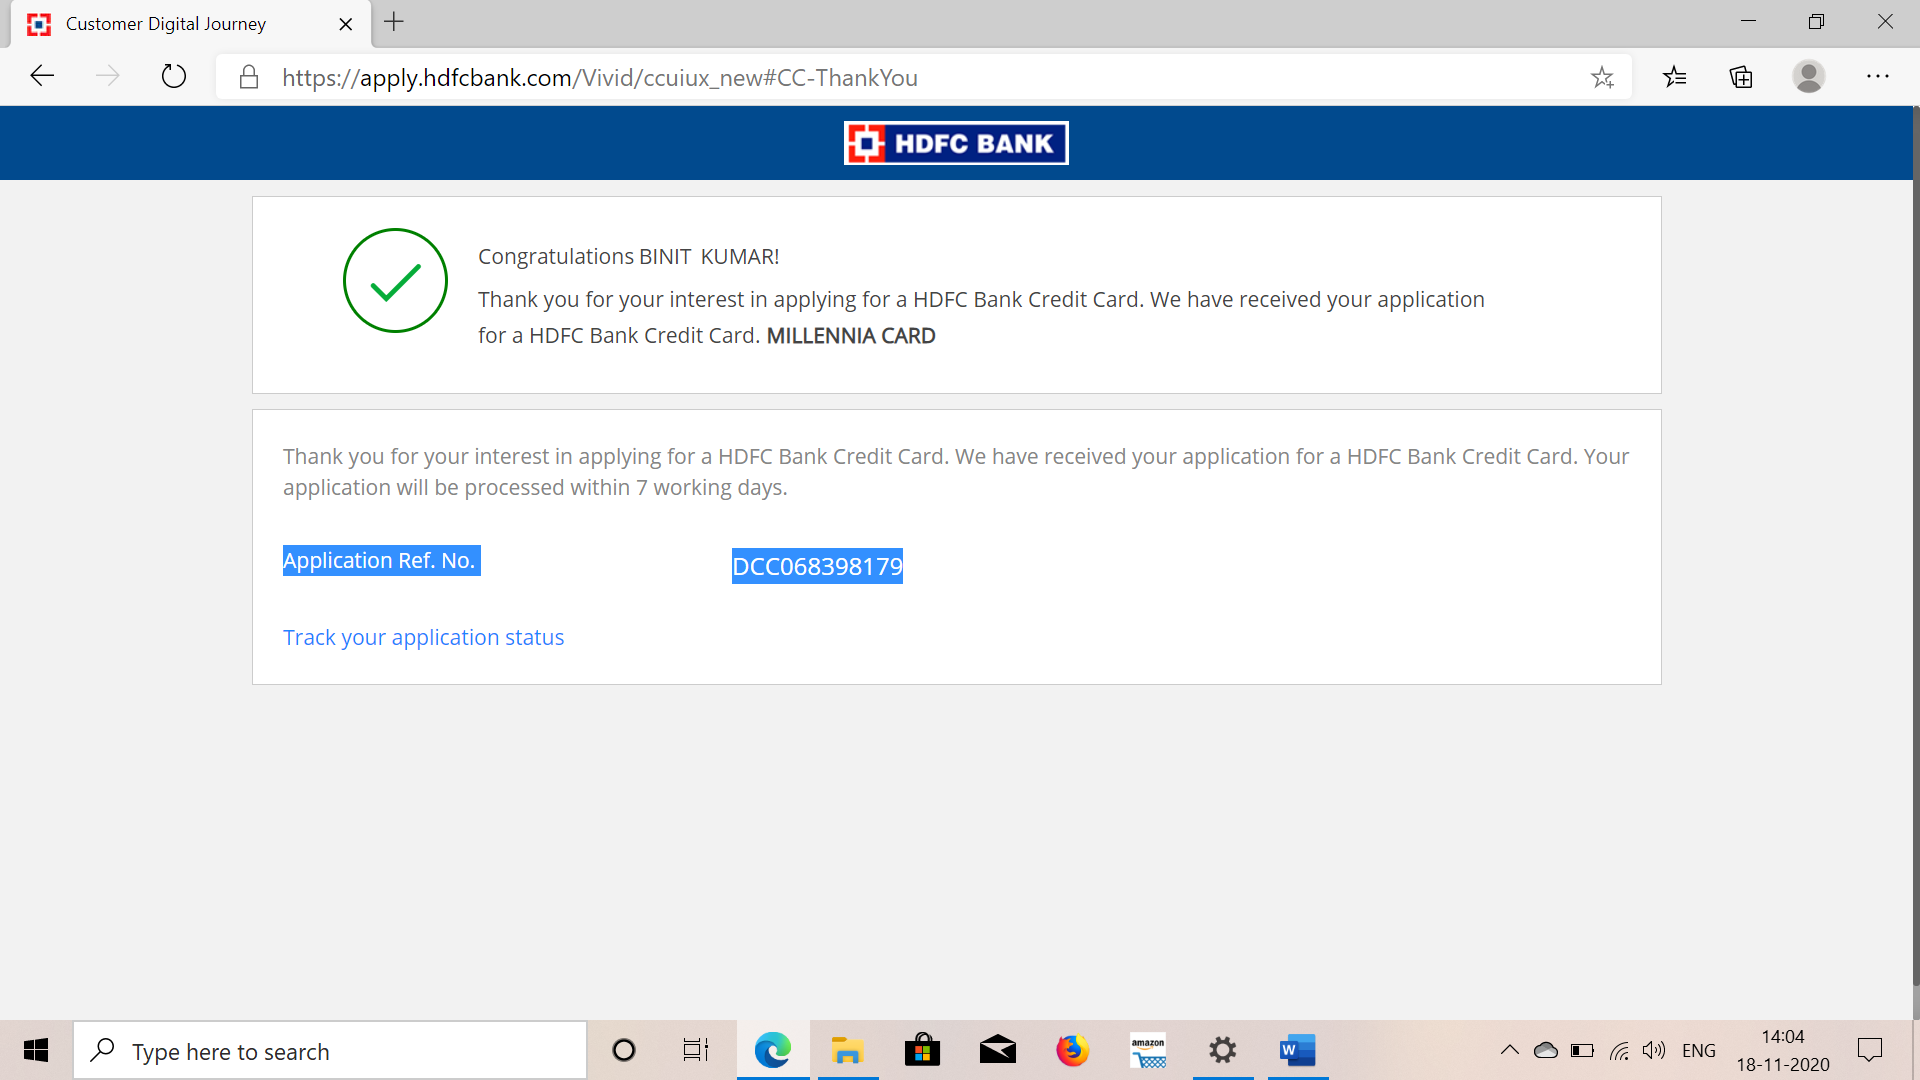 Customer Digital Journey
https://apply.hdfcbank.com/Vivid/ccuiux_new#CC-ThankYou
HDFC BANK
Congratulations BINIT KUMAR!
Thank you for your interest in applying for a HDFC Bank Credit Card. We have received your application
for a HDFC Bank Credit Card. MILLENNIA CARD
Thank you for your interest in applying for a HDFC Bank Credit Card. We have received your application for a HDFC Bank Credit Card. Your
application will be processed within 7 working days.
Application Ref. No. DCC068398179
Track your application status
Type here to search
amazon
W
ENG
14:04
18-11-2020